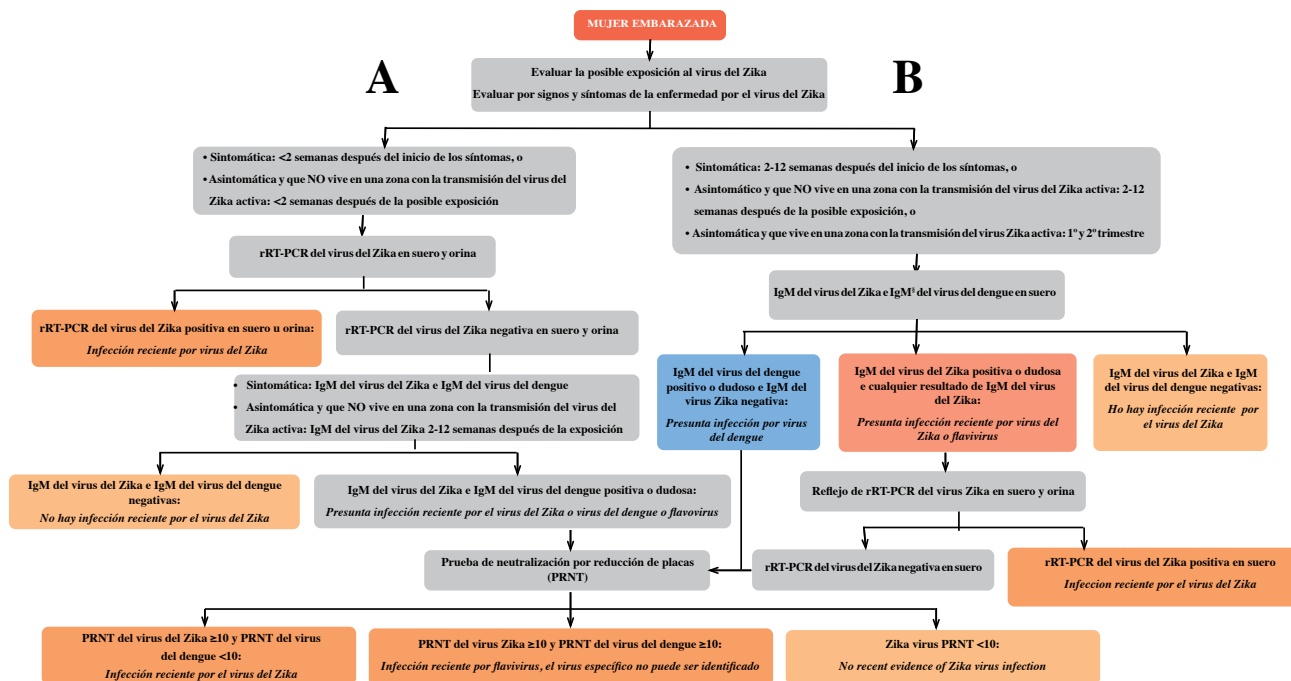 MUJER EMBARAZADA
A
B
Evaluar la posible exposición al virus del Zika
Evaluar por signos y síntomas de la enfermedad por el virus del Zika
• Sintomática: <2 semanas después del inicio de los síntomas, o
• Asintomática y que NO vive en una zona con la transmisión del virus del
Zika activa: <2 semanas después de la posible exposición
• Sintomática: 2-12 semanas después del inicio de los síntomas, o
• Asintomático y que NO vive en una zona con la transmisión del virus del Zika activa: 2-12
semanas después de la posible exposición, o
• Asintomática y que vive en una zona con la transmisión del virus Zika activa: 1º y 2º trimestre
rRT-PCR del virus del Zika en suero y orina
IgM del virus del Zika e IgM§ del virus del dengue en suero
rRT-PCR del virus del Zika positiva en suero u orina:
Infección reciente por virus del Zika
rRT-PCR del virus del Zika negativa en suero y orina
IgM del virus del dengue
positivo o dudoso e IgM del
virus Zika negativa:
Presunta infección por virus
del dengue
IgM del virus del Zika positiva o dudosa
e cualquier resultado de IgM del virus
del Zika:
Presunta infección reciente por virus del
Zika o flavivirus
IgM del virus del Zika e IgM
del virus del dengue negativas:
Ho hay infección reciente por
el virus del Zika
• Sintomática: IgM del virus del Zika e IgM del virus del dengue
• Asintomática y que NO vive en una zona con la transmisión del virus del
Zika activa: IgM del virus del Zika 2-12 semanas después de la exposición
IgM del virus del Zika e IgM del virus del dengue
negativas:
No hay infección reciente por el virus del Zika
IgM del virus del Zika e IgM del virus del dengue positiva o dudosa:
Presunta infección reciente por el virus del Zika o virus del dengue o flavovirus
Reflejo de rRT-PCR del virus Zika en suero y orina
Prueba de neutralización por reducción de placas
(PRNT)
rRT-PCR del virus del Zika negativa en suero
rRT-PCR del virus del Zika positiva en suero
Infeccion reciente por el virus del Zika
PRNT del virus del Zika ≥10 y PRNT del virus
del dengue <10:
Infección reciente por el virus del Zika
PRNT del virus Zika ≥10 y PRNT del virus del dengue ≥10:
Infección reciente por flavivirus, el virus específico no puede ser identificado
Zika virus PRNT <10:
No recent evidence of Zika virus infection